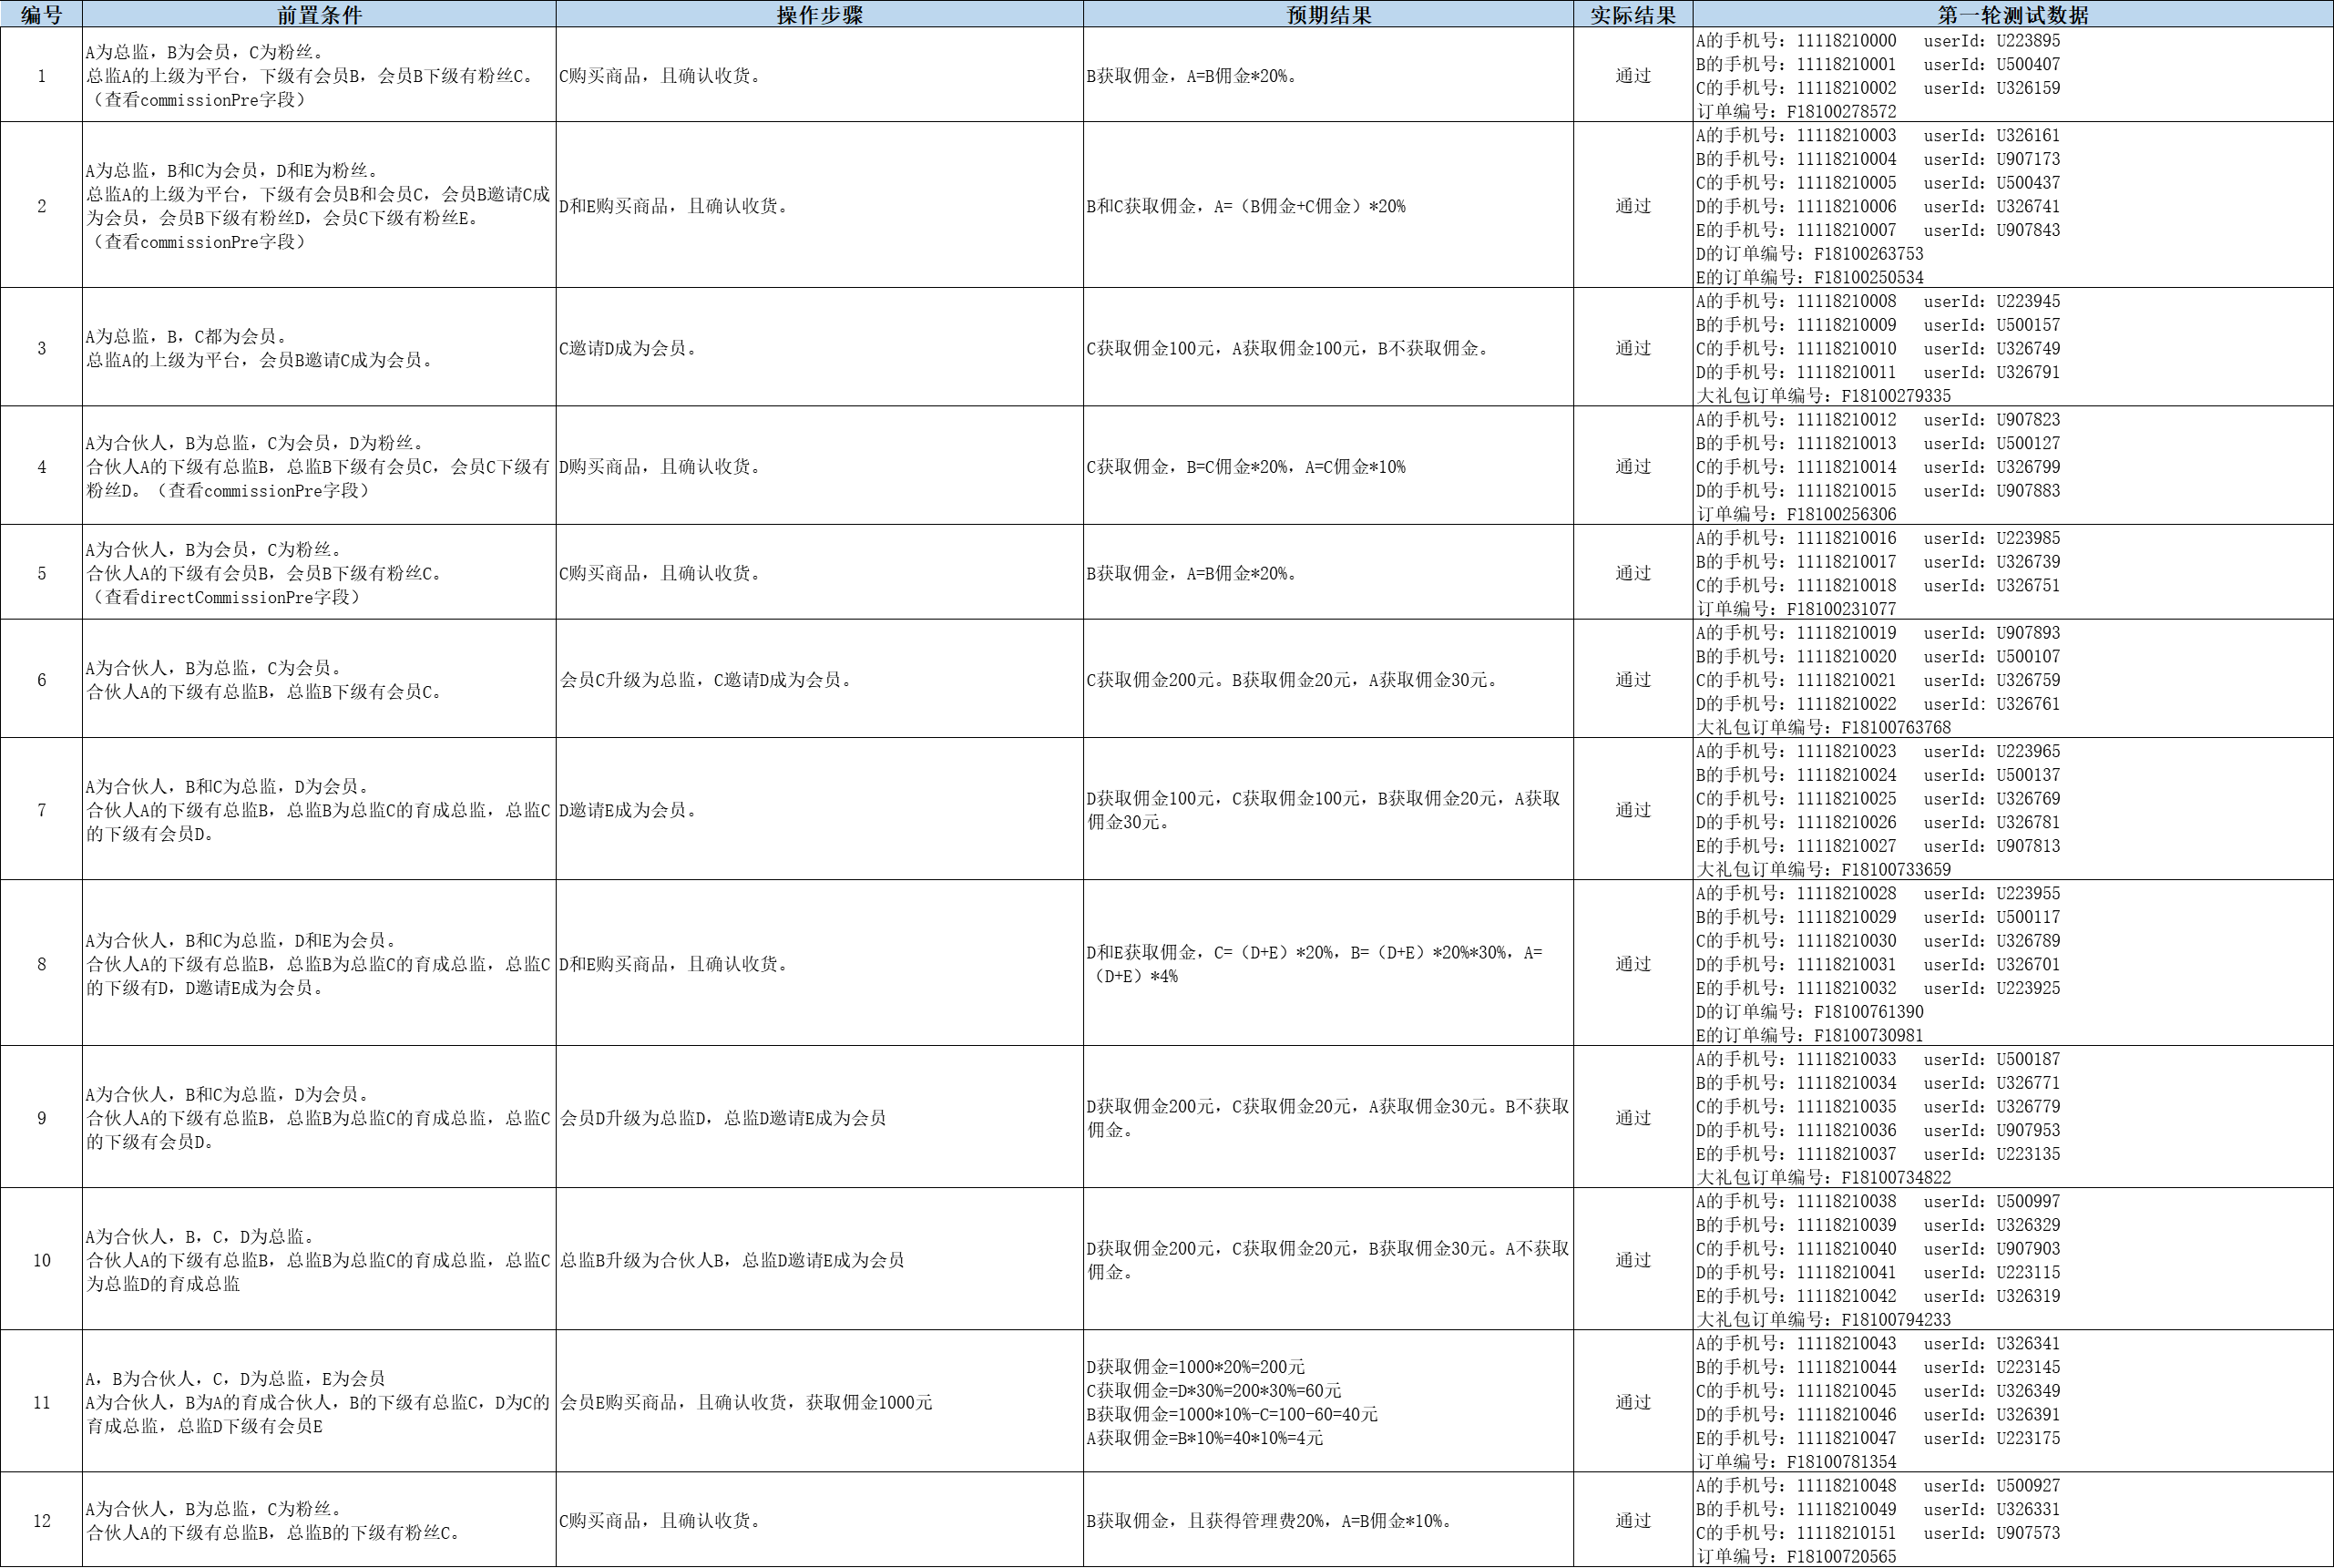 编号 前置条件 操作步骤 预期结果 实际结果 第一轮测试数据
1
A为总监，B为会员，C为粉丝。
总监A的上级为平台，下级有会员B，会员B下级有粉丝C。
（查看commissionPre字段）
C购买商品，且确认收货。
B获取佣金，A=B佣金*20%。
通过
A的手机号：11118210000 userId：U223895
B的手机号：11118210001 userId：U500407
C的手机号：11118210002 userId：U326159
订单编号：F18100278572
2
A为总监，B和C为会员，D和E为粉丝。
总监A的上级为平台，下级有会员B和会员C，会员B邀请C成
为会员，会员B下级有粉丝D，会员C下级有粉丝E。
（查看commissionPre字段）
D和E购买商品，且确认收货。
B和C获取佣金，A=（B佣金+C佣金）*20%
通过
A的手机号：11118210003 userId：U326161
B的手机号：11118210004 userId：U907173
C的手机号：11118210005 userId：U500437
D的手机号：11118210006 userId：U326741
E的手机号：11118210007 userId：U907843
D的订单编号：F18100263753
E的订单编号：F18100250534
3
A为总监，B，C都为会员。
总监A的上级为平台，会员B邀请C成为会员。
C邀请D成为会员。
C获取佣金100元，A获取佣金100元，B不获取佣金。
通过
A的手机号：11118210008 userId：U223945
B的手机号：11118210009 userId：U500157
C的手机号：11118210010 userId：U326749
D的手机号：11118210011 userId：U326791
大礼包订单编号：F18100279335
4
A为合伙人，B为总监，C为会员，D为粉丝。
合伙人A的下级有总监B，总监B下级有会员C，会员C下级有
粉丝D。（查看commissionPre字段）
D购买商品，且确认收货。
C获取佣金，B=C佣金*20%，A=C佣金*10%
通过
A的手机号：11118210012 userId：U907823
B的手机号：11118210013 userId：U500127
C的手机号：11118210014 userId：U326799
D的手机号：11118210015 userId：U907883
订单编号：F18100256306
5
A为合伙人，B为会员，C为粉丝。
合伙人A的下级有会员B，会员B下级有粉丝C。
（查看directCommissionPre字段）
C购买商品，且确认收货。
B获取佣金，A=B佣金*20%。
通过
A的手机号：11118210016 userId：U223985
B的手机号：11118210017 userId：U326739
C的手机号：11118210018 userId：U326751
订单编号：F18100231077
6
A为合伙人，B为总监，C为会员。
合伙人A的下级有总监B，总监B下级有会员C。
会员C升级为总监，C邀请D成为会员。
C获取佣金200元。B获取佣金20元，A获取佣金30元。
通过
A的手机号：11118210019 userId：U907893
B的手机号：11118210020 userId：U500107
C的手机号：11118210021 userId：U326759
D的手机号：11118210022 userId：U326761
大礼包订单编号：F18100763768
7
A为合伙人，B和C为总监，D为会员。
合伙人A的下级有总监B，总监B为总监C的育成总监，总监C
的下级有会员D。
D邀请E成为会员。
D获取佣金100元，C获取佣金100元，B获取佣金20元，A获取
佣金30元。
通过
A的手机号：11118210023 userId：U223965
B的手机号：11118210024 userId：U500137
C的手机号：11118210025 userId：U326769
D的手机号：11118210026 userId：U326781
E的手机号：11118210027 userId：U907813
大礼包订单编号：F18100733659
8
A为合伙人，B和C为总监，D和E为会员。
合伙人A的下级有总监B，总监B为总监C的育成总监，总监C
的下级有D，D邀请E成为会员。
D和E购买商品，且确认收货。
D和E获取佣金，C=（D+E）*20%，B=（D+E）*20%*30%，A=
（D+E）*4%
通过
A的手机号：11118210028 userId：U223955
B的手机号：11118210029 userId：U500117
C的手机号：11118210030 userId：U326789
D的手机号：11118210031 userId：U326701
E的手机号：11118210032 userId：U223925
D的订单编号：F18100761390
E的订单编号：F18100730981
9
A为合伙人，B和C为总监，D为会员。
合伙人A的下级有总监B，总监B为总监C的育成总监，总监C
的下级有会员D。
会员D升级为总监D，总监D邀请E成为会员
D获取佣金200元，C获取佣金20元，A获取佣金30元。B不获取
佣金。
通过
A的手机号：11118210033 userId：U500187
B的手机号：11118210034 userId：U326771
C的手机号：11118210035 userId：U326779
D的手机号：11118210036 userId：U907953
E的手机号：11118210037 userId：U223135
大礼包订单编号：F18100734822
10
A为合伙人，B，C，D为总监。
合伙人A的下级有总监B，总监B为总监C的育成总监，总监C
为总监D的育成总监
总监B升级为合伙人B，总监D邀请E成为会员
D获取佣金200元，C获取佣金20元，B获取佣金30元。A不获取
佣金。
通过
A的手机号：11118210038 userId：U500997
B的手机号：11118210039 userId：U326329
C的手机号：11118210040 userId：U907903
D的手机号：11118210041 userId：U223115
E的手机号：11118210042 userId：U326319
大礼包订单编号：F18100794233
11
A，B为合伙人，C，D为总监，E为会员
A为合伙人，B为A的育成合伙人，B的下级有总监C，D为C的
育成总监，总监D下级有会员E
会员E购买商品，且确认收货，获取佣金1000元
D获取佣金=1000*20%=200元
C获取佣金=D*30%=200*30%=60元
B获取佣金=1000*10%-C=100-60=40元
A获取佣金=B*10%=40*10%=4元
通过
A的手机号：11118210043 userId：U326341
B的手机号：11118210044 userId：U223145
C的手机号：11118210045 userId：U326349
D的手机号：11118210046 userId：U326391
E的手机号：11118210047 userId：U223175
订单编号：F18100781354
12
A为合伙人，B为总监，C为粉丝。
合伙人A的下级有总监B，总监B的下级有粉丝C。
C购买商品，且确认收货。
B获取佣金，且获得管理费20%，A=B佣金*10%。
通过
A的手机号：11118210048 userId：U500927
B的手机号：11118210049 userId：U326331
C的手机号：11118210151 userId：U907573
订单编号：F18100720565